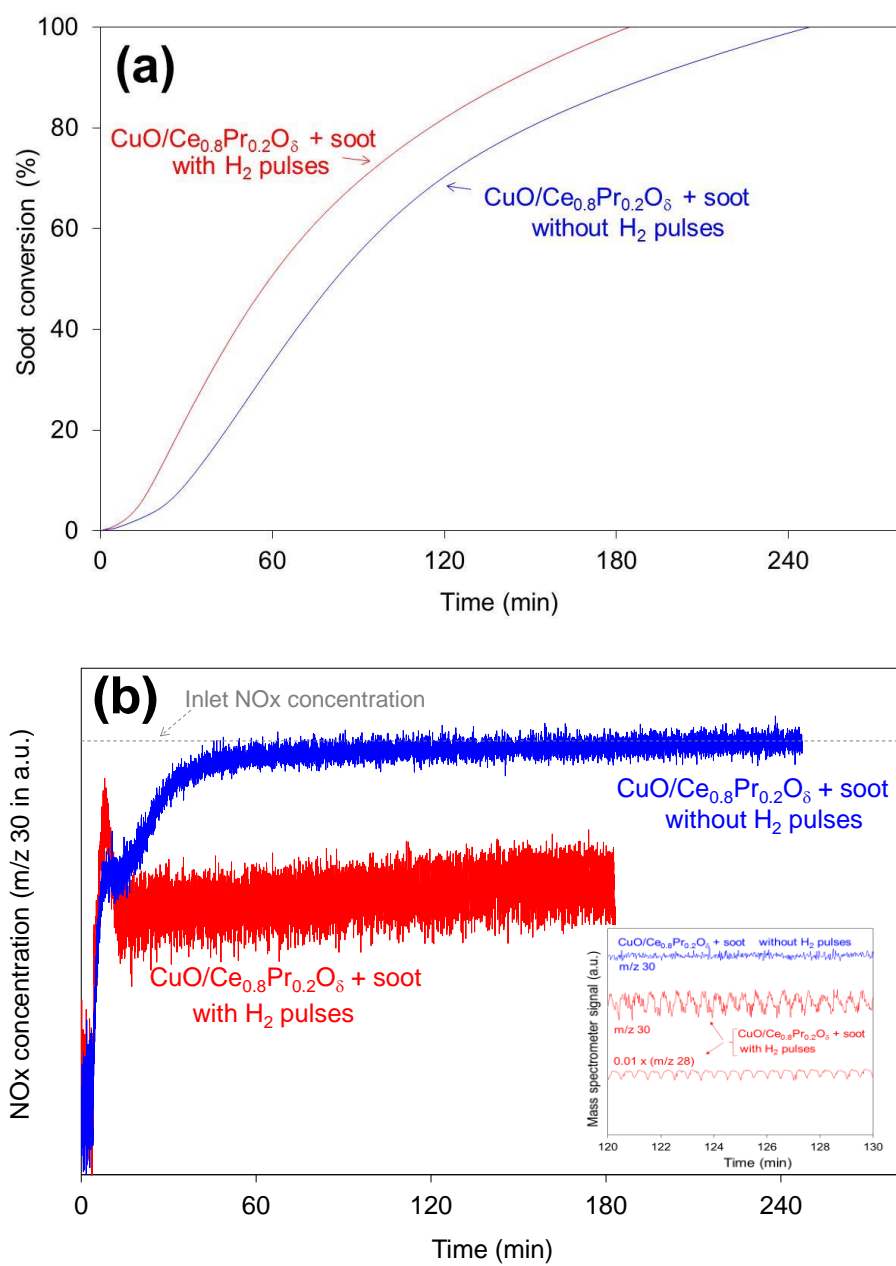 (a)
100
80
60
40
20
0
Soot conversion (%)
CuO/Ce0.8Pr0.2Oδ + soot
with H2 pulses
CuO/Ce0.8Pr0.2Oδ + soot
without H2 pulses
0 60 120 180 240
Time (min)
(b)
Inlet NOx concentration
NOx concentration (m/z 30 in a.u.)
CuO/Ce0.8Pr0.2Oδ + soot
without H2 pulses
CuO/Ce0.8Pr0.2Oδ + soot
with H2 pulses
Mass spectrometer signal (a.u.)
CuO/Ce0.8Pr0.2Oδ + soot without H2 pulses
m/z 30
m/z 30
CuO/Ce0.8Pr0.2Oδ + soot
with H2 pulses
0.01 x (m/z 28)
120 122 124 126 128 130
Time (min)
0 60 120 180 240
Time (min)